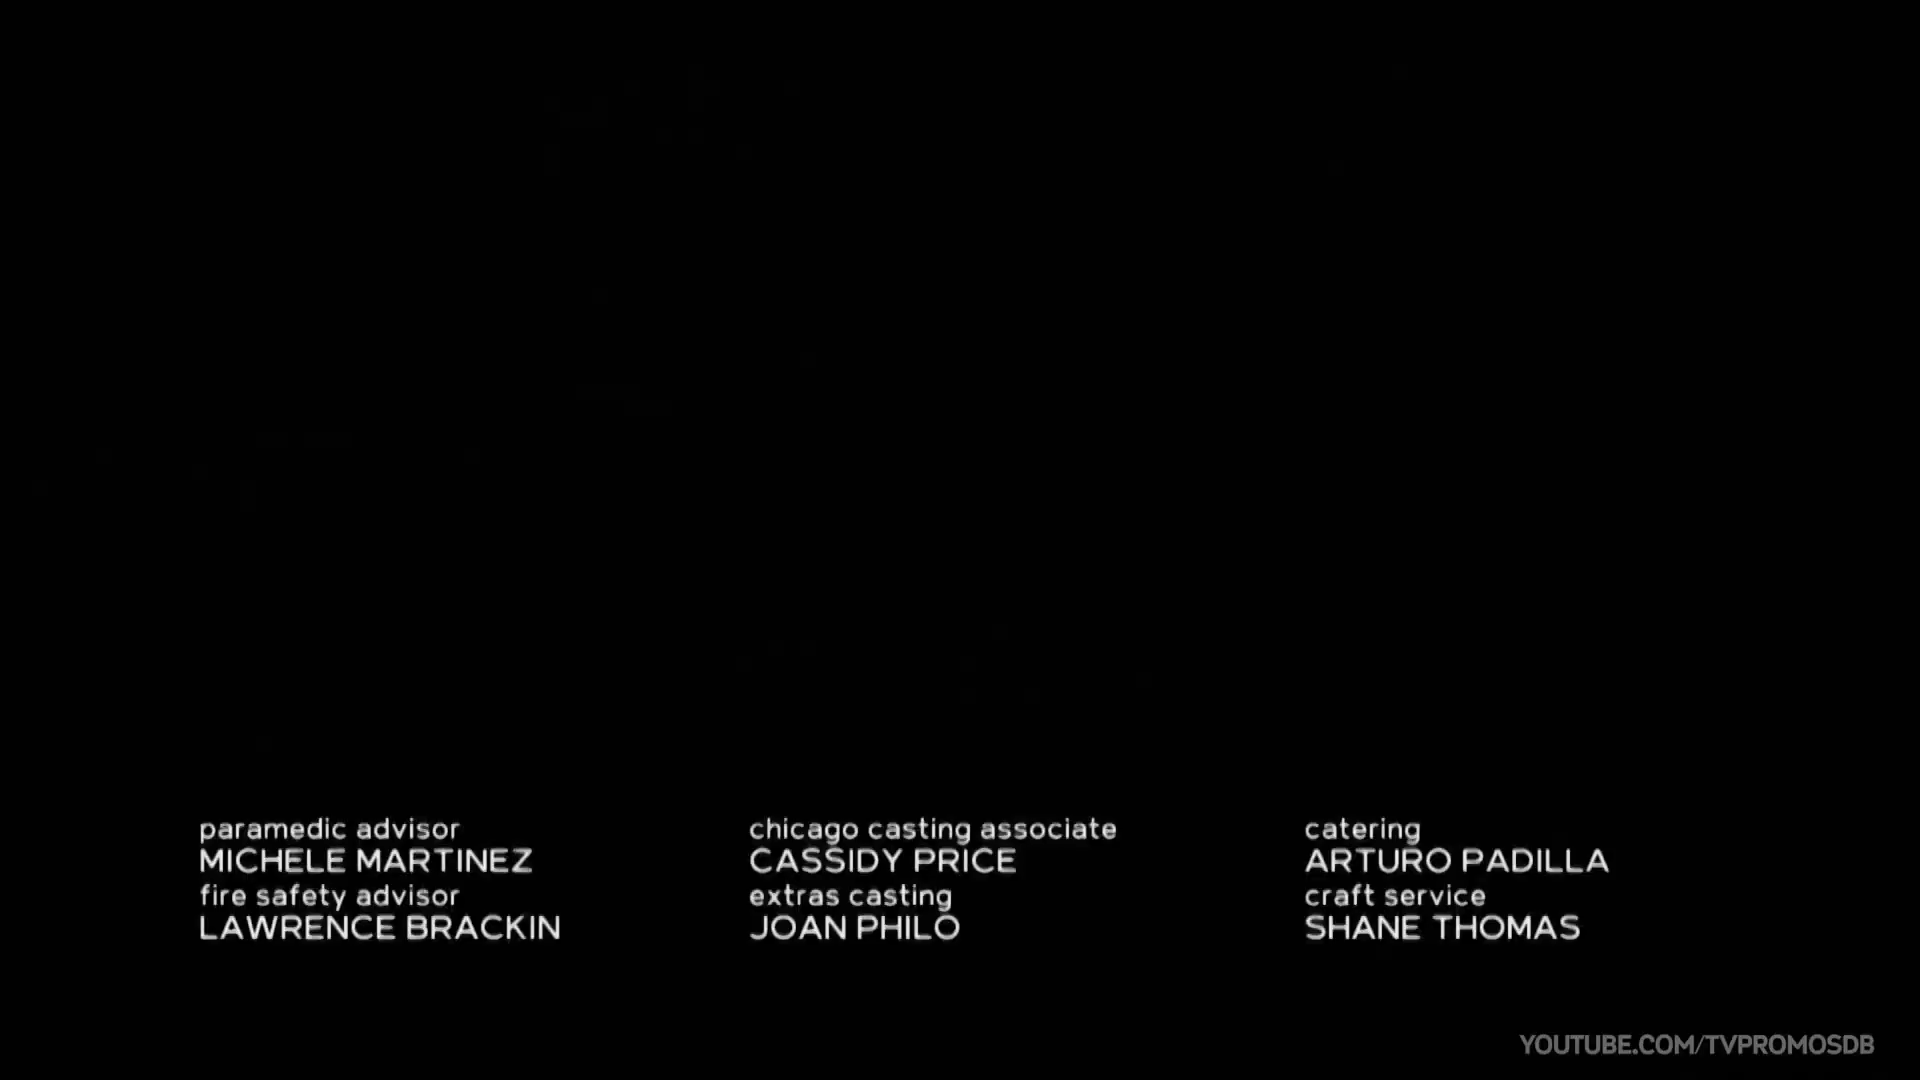 paramedic advisor
MICHELE MARTINEZ
fire safety advisor
LAWRENCE BRACKIN
chicago casting associate
CASSIDY PRICE
extras casting
JOAN PHILO
catering
ARTURO PADILLA
craft service
SHANE THOMAS
YOUTUBE.COM/TVPROMOSDB